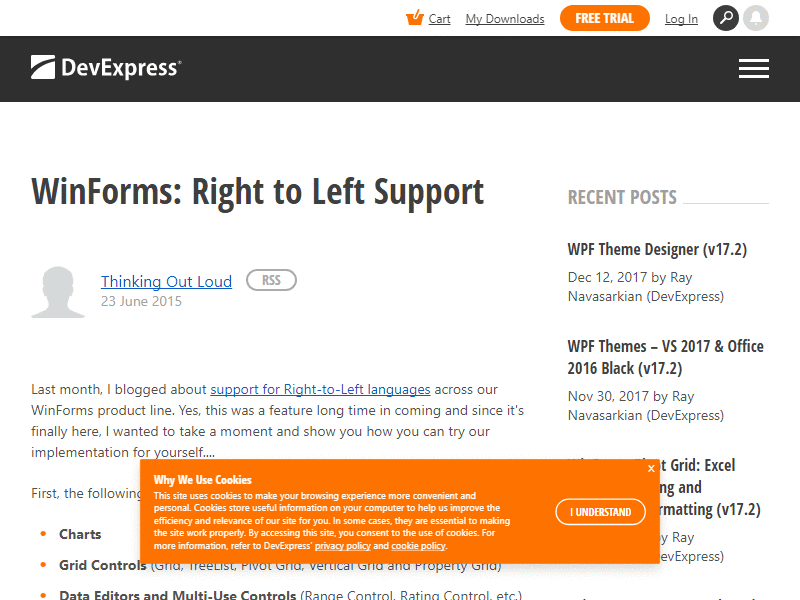 Cart My Downloads FREE TRIAL Log In
DevExpress
WinForms: Right to Left Support
Thinking Out Loud RSS
23 June 2015
Last month, I blogged about support for Right-to-Left languages across our
WinForms product line. Yes, this was a feature long time in coming and since it's
finally here, I wanted to take a moment and show you how you can try our
implementation for yourself....
First, the following
Charts
Grid Controls (Grid, TreeList, Pivot Grid, Vertical Grid and Property Grid)
Data Editors and Multi-Use Controls (Range Control, Rating Control, etc.)
RECENT POSTS
WPF Theme Designer (v17.2)
Dec 12, 2017 by Ray
Navasarkian (DevExpress)
WPF Themes – VS 2017 & Office
2016 Black (v17.2)
Nov 30, 2017 by Ray
Navasarkian (DevExpress)
Grid: Excel
and
(v17.2)
Ray
Why We Use Cookies
This site uses cookies to make your browsing experience more convenient and
personal. Cookies store useful information on your computer to help us improve the
efficiency and relevance of our site for you. In some cases, they are essential to making
the site work properly. By accessing this site, you consent to the use of cookies. For
more information, refer to DevExpress' privacy policy and cookie policy.
I UNDERSTAND
x